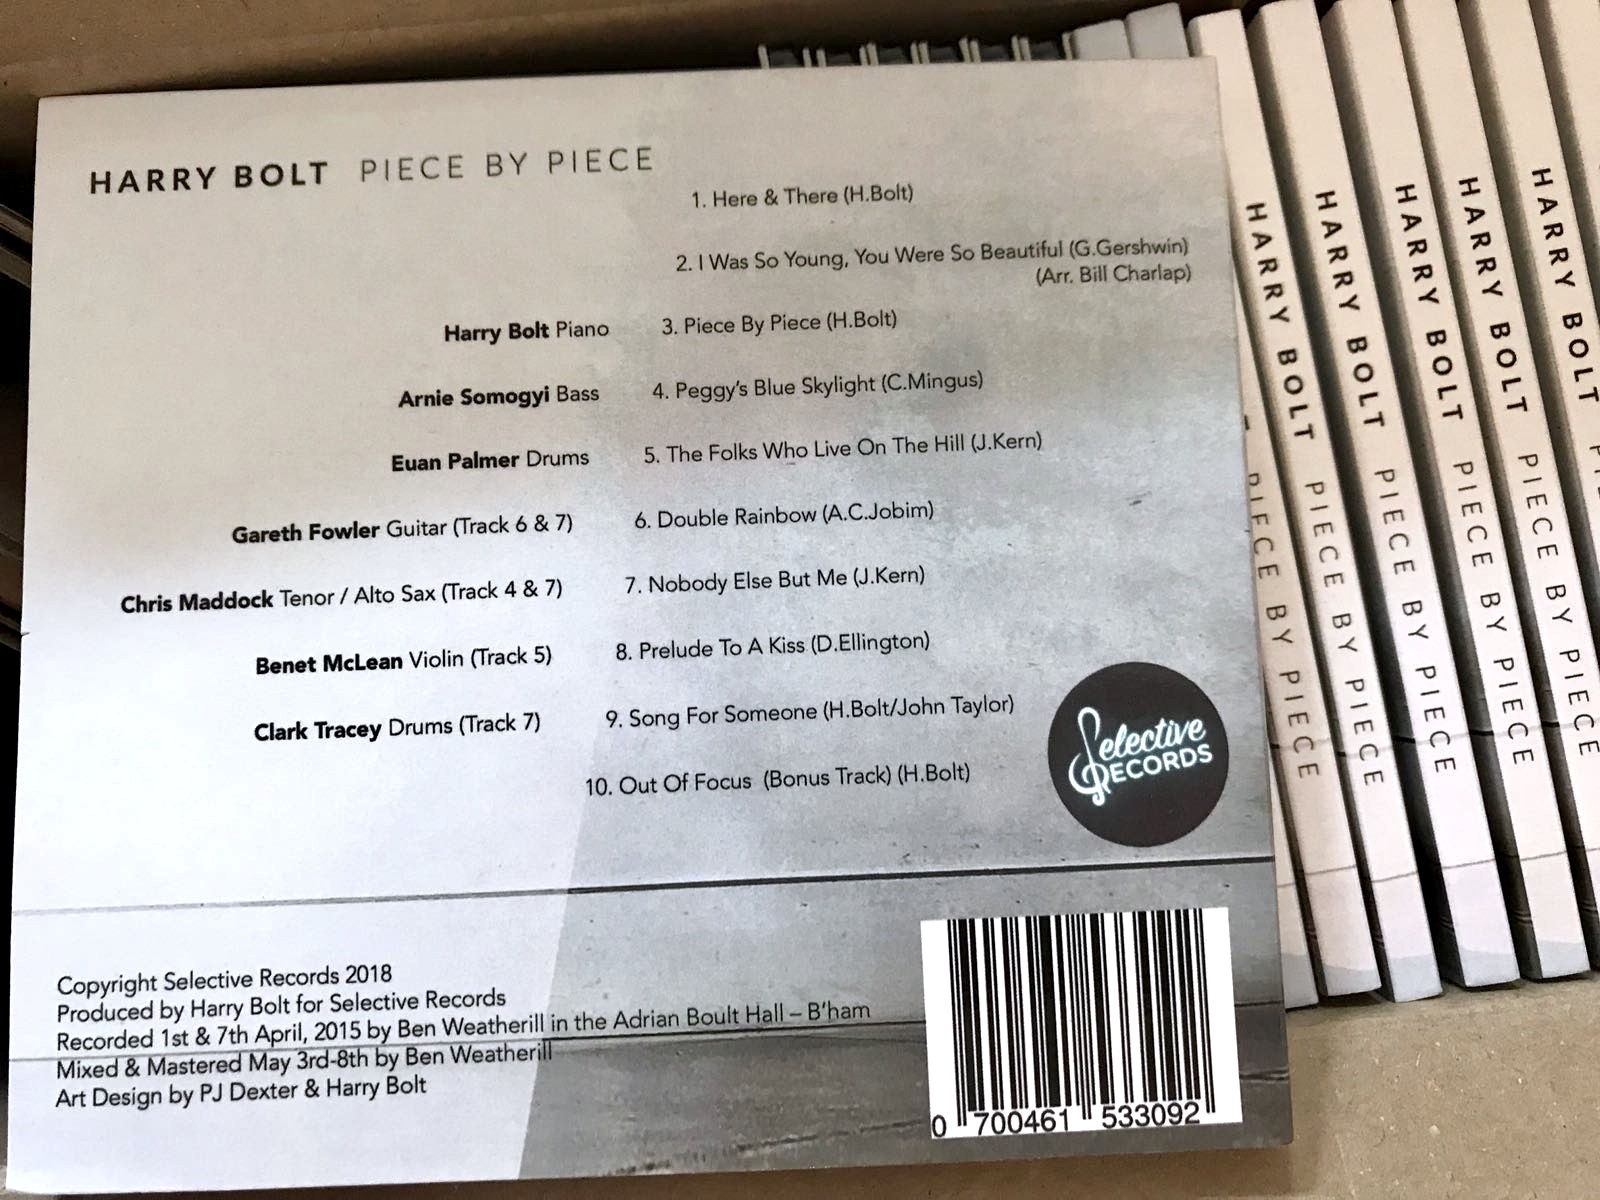 HARRY BOLT PIECE BY PIECE
1. Here & There (H.Bolt)
2. I Was So Young, You Were So Beautiful (G.Gershwin)
(Arr. Bill Charlap)
Harry Bolt Piano
3. Piece By Piece (H.Bolt)
Arnie Somogyi Bass
4. Peggy's Blue Skylight (C.Mingus)
Euan Palmer Drums
5. The Folks Who Live On The Hill (J.Kern)
Gareth Fowler Guitar (Track 6 & 7)
6. Double Rainbow (A.C.Jobim)
Chris Maddock Tenor / Alto Sax (Track 4 & 7)
7. Nobody Else But Me (J.Kern)
Benet McLean Violin (Track 5)
8. Prelude To A Kiss (D.Ellington)
Clark Tracey Drums (Track 7)
9. Song For Someone (H.Bolt/John Taylor)
10. Out Of Focus (Bonus Track) (H.Bolt)
Selective
RECORDS
Copyright Selective Records 2018
Produced by Harry Bolt for Selective Records
Recorded 1st & 7th April, 2015 by Ben Weatherill in the Adrian Boult Hall – B'ham
Mixed & Mastered May 3rd-8th by Ben Weatherill
Art Design by PJ Dexter & Harry Bolt
0 700461 533092
HARRY BOLT PIECE BY PIECE
HARRY BOLT PIECE BY PIECE
HARRY BOLT PIECE BY PIECE
HARRY BOLT PIECE BY PIECE
HARRY BOLT PIECE BY PIECE